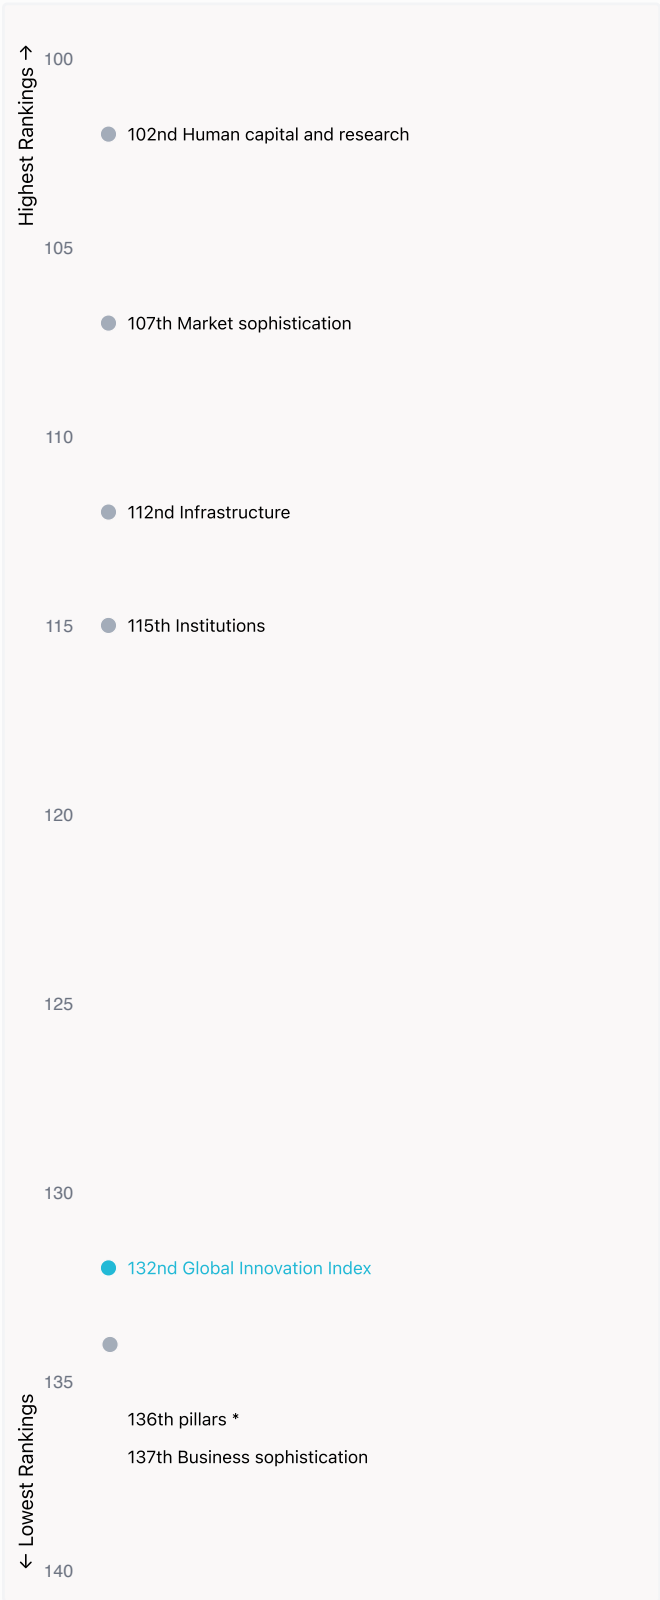 Highest Rankings →
100
102nd Human capital and research
105
107th Market sophistication
110
112nd Infrastructure
115
115th Institutions
120
125
130
132nd Global Innovation Index
135
136th pillars *
137th Business sophistication
← Lowest Rankings
140